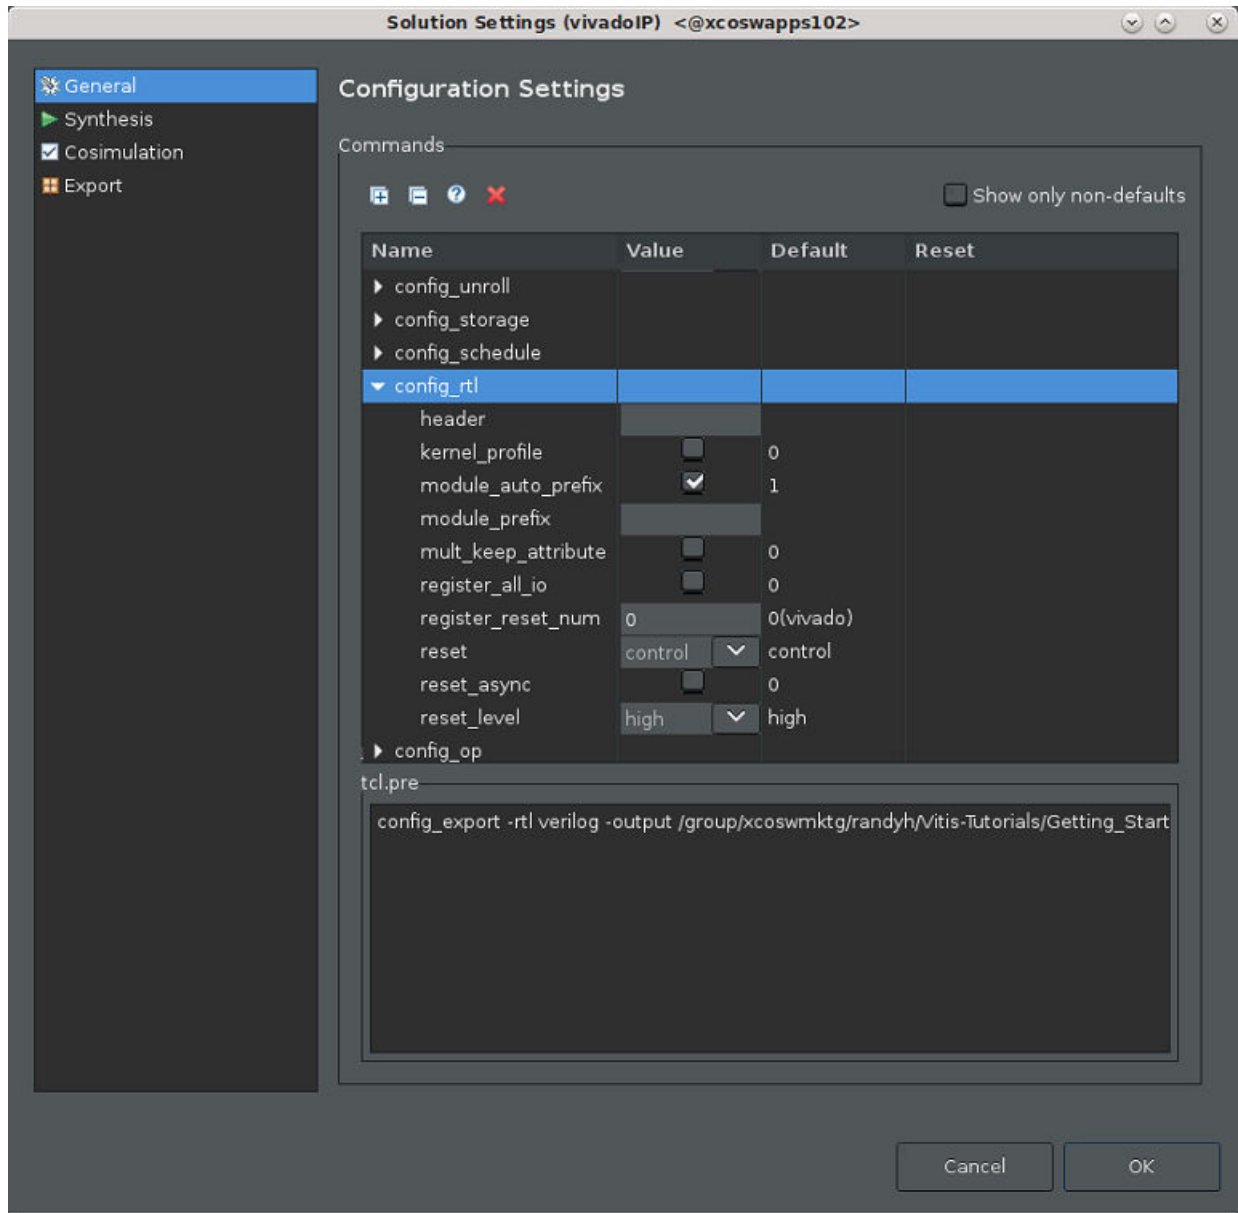 Solution Settings (vivadoIP) <@xcoswapps102>
General
Synthesis
Cosimulation
Export
Configuration Settings
Commands
Show only non-defaults
Name Value Default Reset
config_unroll
config_storage
config_schedule
config_rtl
header
kernel_profile 0
module_auto_prefix 1
module_prefix
mult_keep_attribute 0
register_all_io 0
register_reset_num 0 0(vivado)
reset control control
reset_async 0
reset_level high high
config_op
tcl.pre
config_export -rtl verilog -output /group/xcoswmktg/randyh/Vitis-Tutorials/Getting_Start
Cancel OK